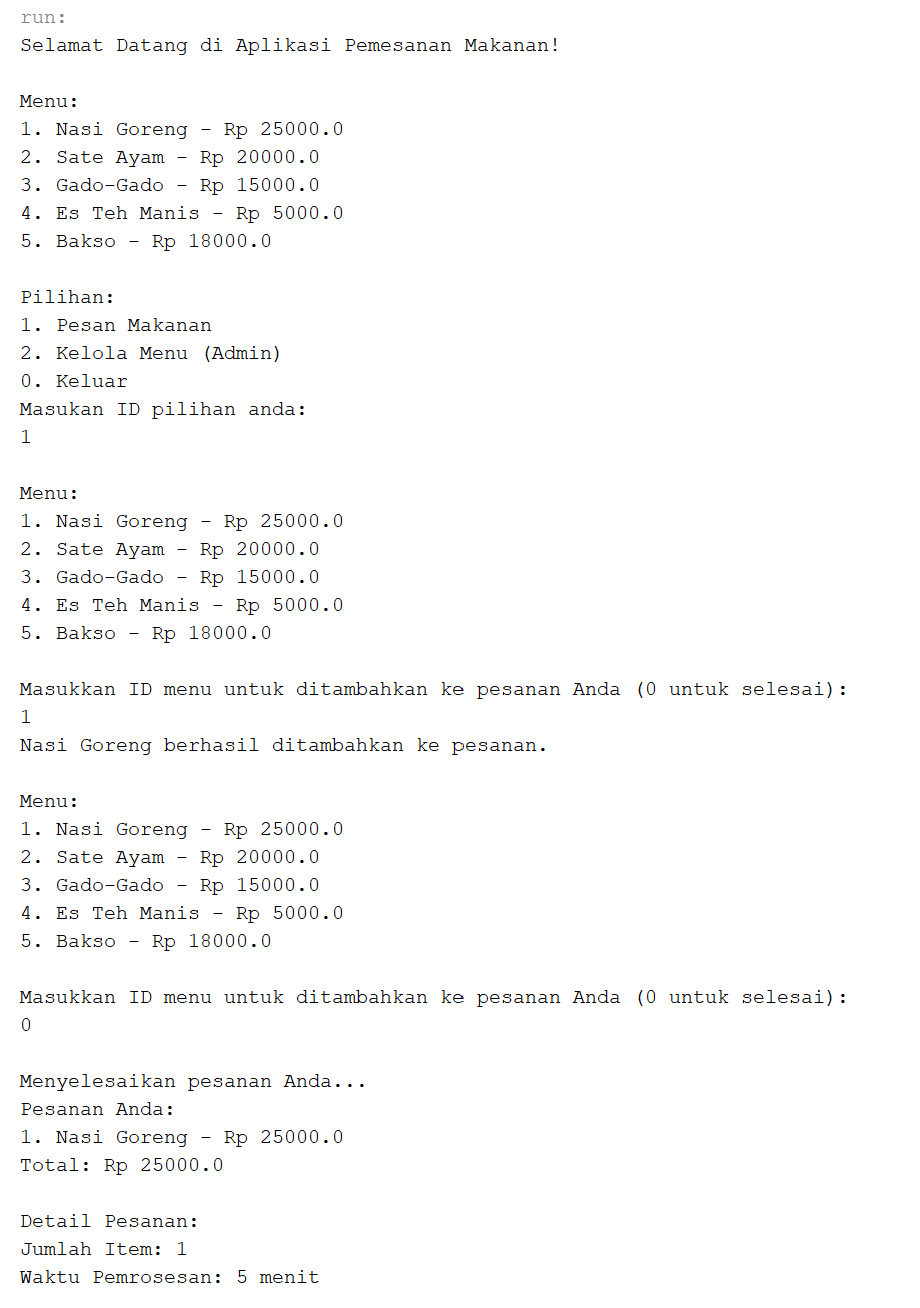 run:
Selamat Datang di Aplikasi Pemesanan Makanan!
Menu:
1. Nasi Goreng - Rp 25000.0
2. Sate Ayam - Rp 20000.0
3. Gado-Gado - Rp 15000.0
4. Es Teh Manis - Rp 5000.0
5. Bakso - Rp 18000.0
Pilihan:
1. Pesan Makanan
2. Kelola Menu (Admin)
0. Keluar
Masukan ID pilihan anda:
1
Menu:
1. Nasi Goreng - Rp 25000.0
2. Sate Ayam - Rp 20000.0
3. Gado-Gado - Rp 15000.0
4. Es Teh Manis - Rp 5000.0
5. Bakso - Rp 18000.0
Masukkan ID menu untuk ditambahkan ke pesanan Anda (0 untuk selesai):
1
Nasi Goreng berhasil ditambahkan ke pesanan.
Menu:
1. Nasi Goreng - Rp 25000.0
2. Sate Ayam - Rp 20000.0
3. Gado-Gado - Rp 15000.0
4. Es Teh Manis - Rp 5000.0
5. Bakso - Rp 18000.0
Masukkan ID menu untuk ditambahkan ke pesanan Anda (0 untuk selesai):
0
Menyelesaikan pesanan Anda...
Pesanan Anda:
1. Nasi Goreng - Rp 25000.0
Total: Rp 25000.0
Detail Pesanan:
Jumlah Item: 1
Waktu Pemrosesan: 5 menit